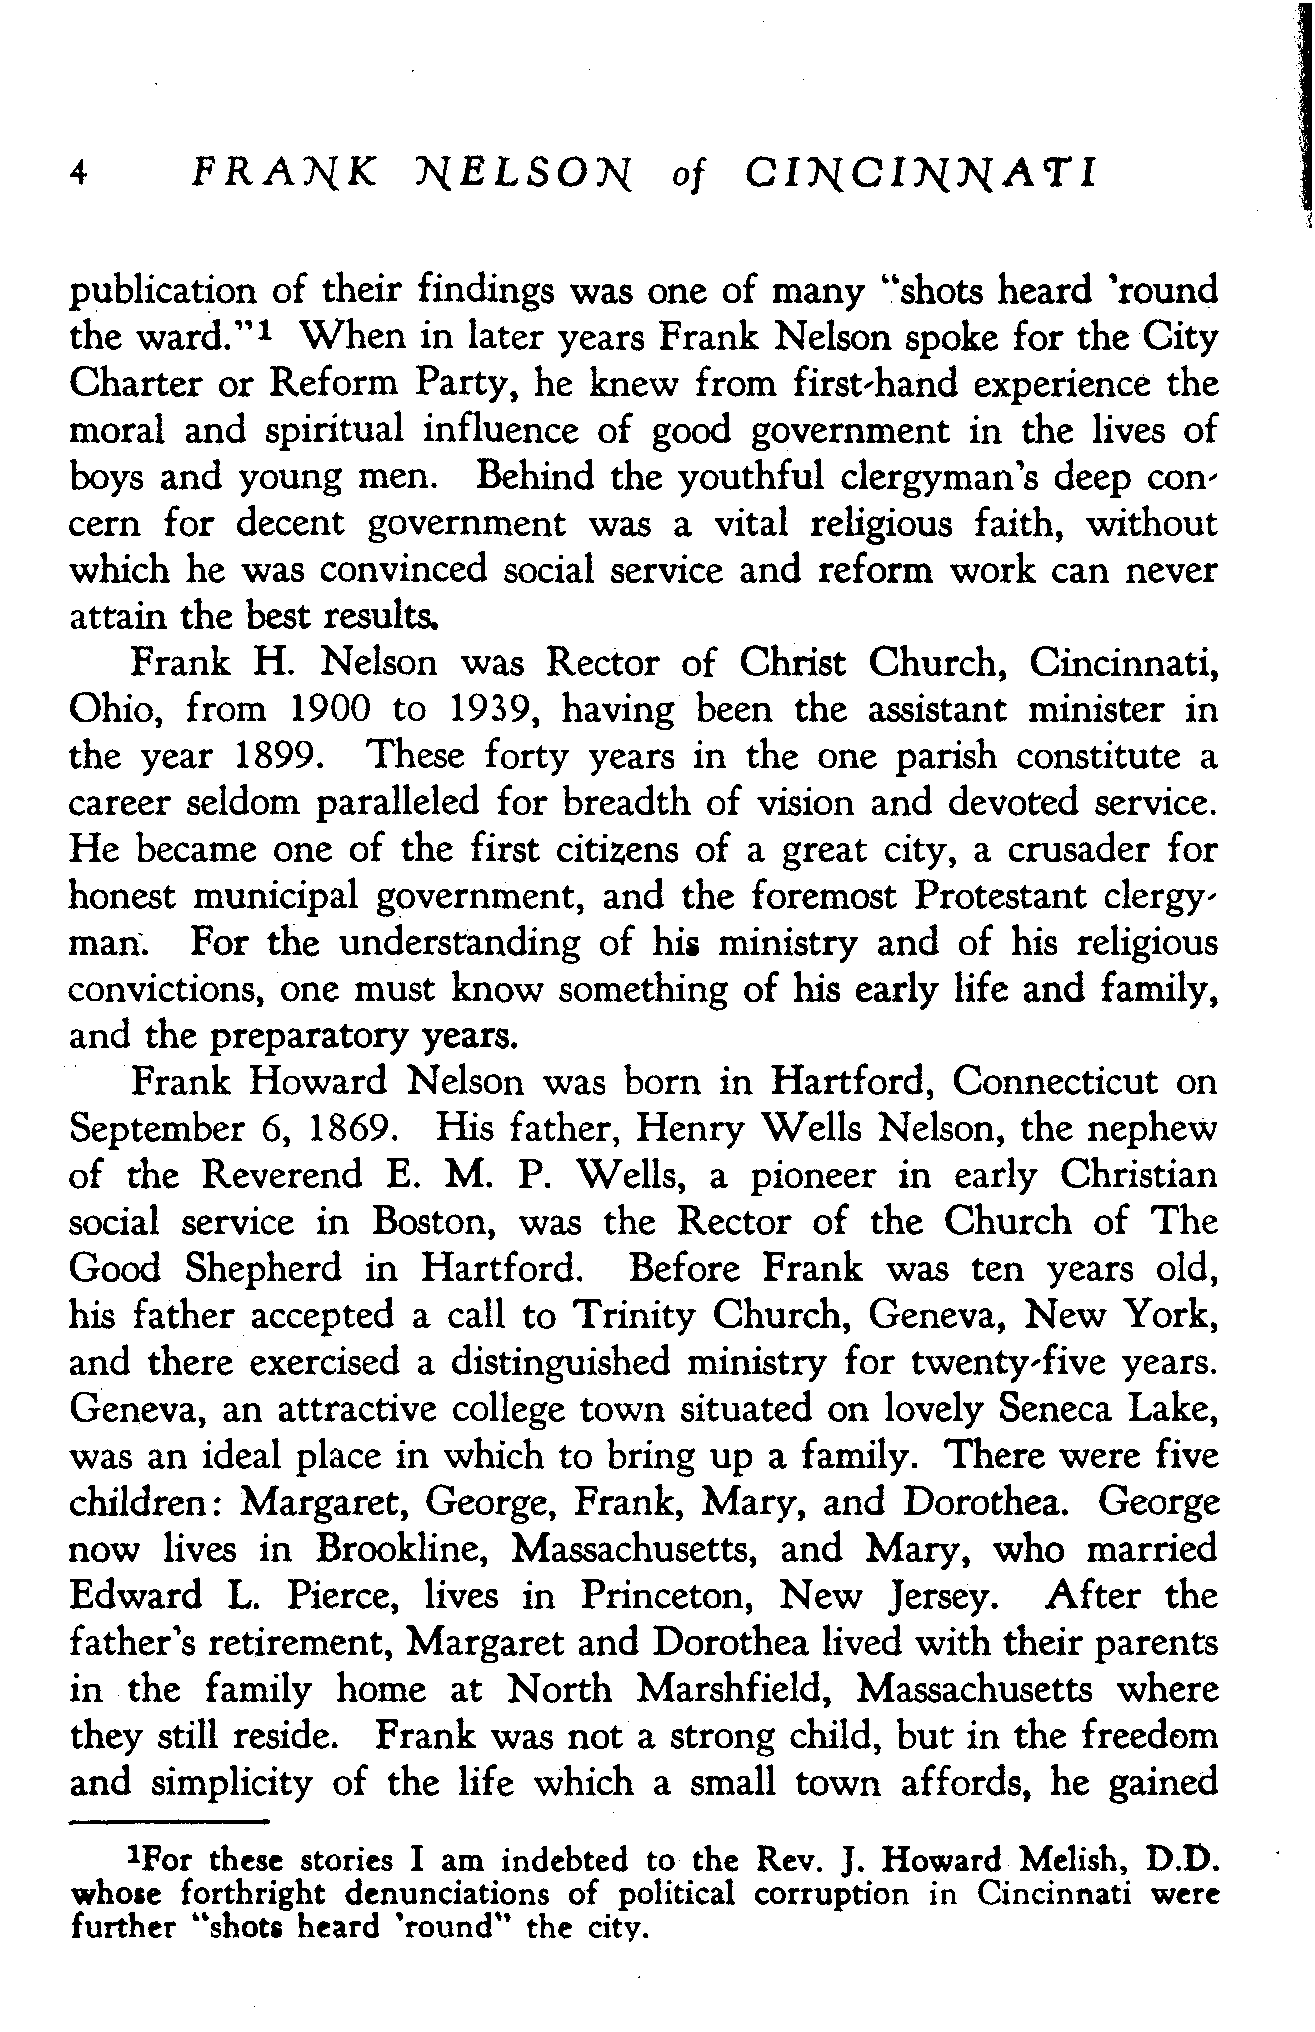 4 FRANK NELSON of CINCINNATI
publication of their findings was one of many "shots heard 'round
the ward."1 When in later years Frank Nelson spoke for the City
Charter or Reform Party, he knew from first-hand experience the
moral and spiritual influence of good government in the lives of
boys and young men. Behind the youthful clergyman's deep con-
cern for decent government was a vital religious faith, without
which he was convinced social service and reform work can never
attain the best results.
Frank H. Nelson was Rector of Christ Church, Cincinnati,
Ohio, from 1900 to 1939, having been the assistant minister in
the year 1899. These forty years in the one parish constitute a
career seldom paralleled for breadth of vision and devoted service.
He became one of the first citizens of a great city, a crusader for
honest municipal government, and the foremost Protestant clergy-
man. For the understanding of his ministry and of his religious
convictions, one must know something of his early life and family,
and the preparatory years.
Frank Howard Nelson was born in Hartford, Connecticut on
September 6, 1869. His father, Henry Wells Nelson, the nephew
of the Reverend E. M. P. Wells, a pioneer in early Christian
social service in Boston, was the Rector of the Church of The
Good Shepherd in Hartford. Before Frank was ten years old,
his father accepted a call to Trinity Church, Geneva, New York,
and there exercised a distinguished ministry for twenty-five years.
Geneva, an attractive college town situated on lovely Seneca Lake,
was an ideal place in which to bring up a family. There were five
children: Margaret, George, Frank, Mary, and Dorothea. George
now lives in Brookline, Massachusetts, and Mary, who married
Edward L. Pierce, lives in Princeton, New Jersey. After the
father's retirement, Margaret and Dorothea lived with their parents
in the family home at North Marshfield, Massachusetts where
they still reside. Frank was not a strong child, but in the freedom
and simplicity of the life which a small town affords, he gained
1For these stories I am indebted to the Rev. J. Howard Melish, D.D.
whose forthright denunciations of political corruption in Cincinnati were
further "shots heard 'round" the city.